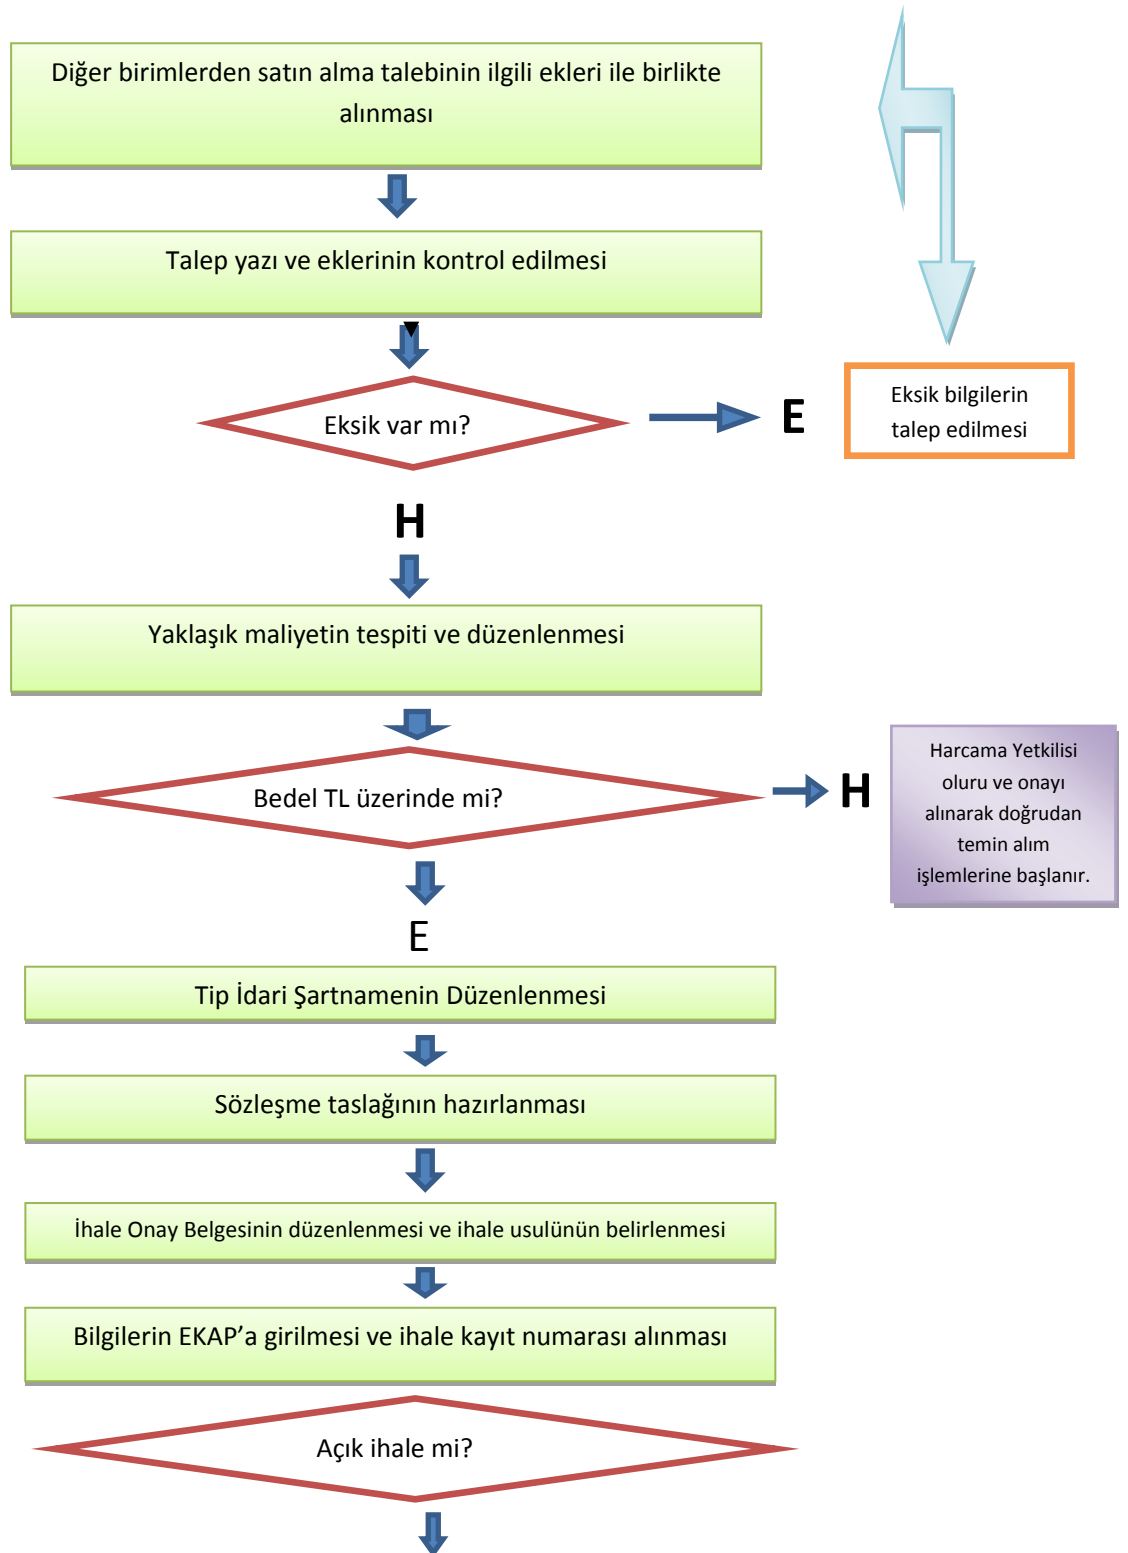 Diğer birimlerden satın alma talebinin ilgili ekleri ile birlikte
alınması
Talep yazı ve eklerinin kontrol edilmesi
Eksik var mı?
E
Eksik bilgilerin
talep edilmesi
H
Yaklaşık maliyetin tespiti ve düzenlenmesi
Bedel TL üzerinde mi?
H
Harcama Yetkilisi
oluru ve onayı
alınarak doğrudan
temin alım
işlemlerine başlanır.
E
Tip İdari Şartnamenin Düzenlenmesi
Sözleşme taslağının hazırlanması
İhale Onay Belgesinin düzenlenmesi ve ihale usulünün belirlenmesi
Bilgilerin EKAP’a girilmesi ve ihale kayıt numarası alınması
Açık ihale mi?